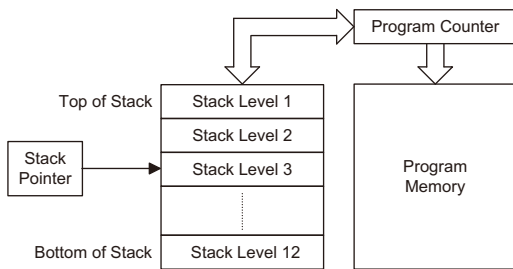 Program Counter
Top of Stack
Stack Level 1
Stack Level 2
Stack
Pointer
Stack Level 3
Program
Memory
Bottom of Stack
Stack Level 12